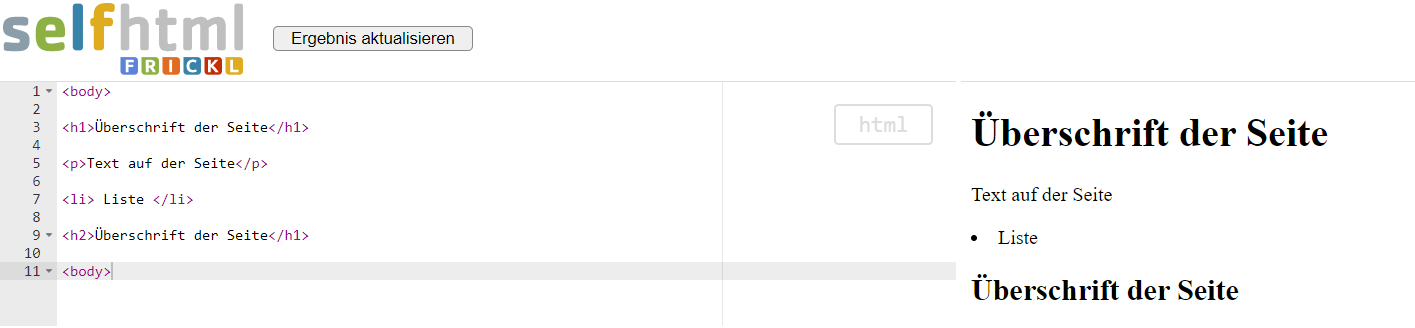 selfhtml
FRICKL
Ergebnis aktualisieren
1 <body>
2
3 <h1>Überschrift der Seite</h1>
4
5 <p>Text auf der Seite</p>
6
7 <li> Liste </li>
8
9 <h2>Überschrift der Seite</h1>
10
11 <body>
html
Überschrift der Seite
Text auf der Seite
• Liste
Überschrift der Seite